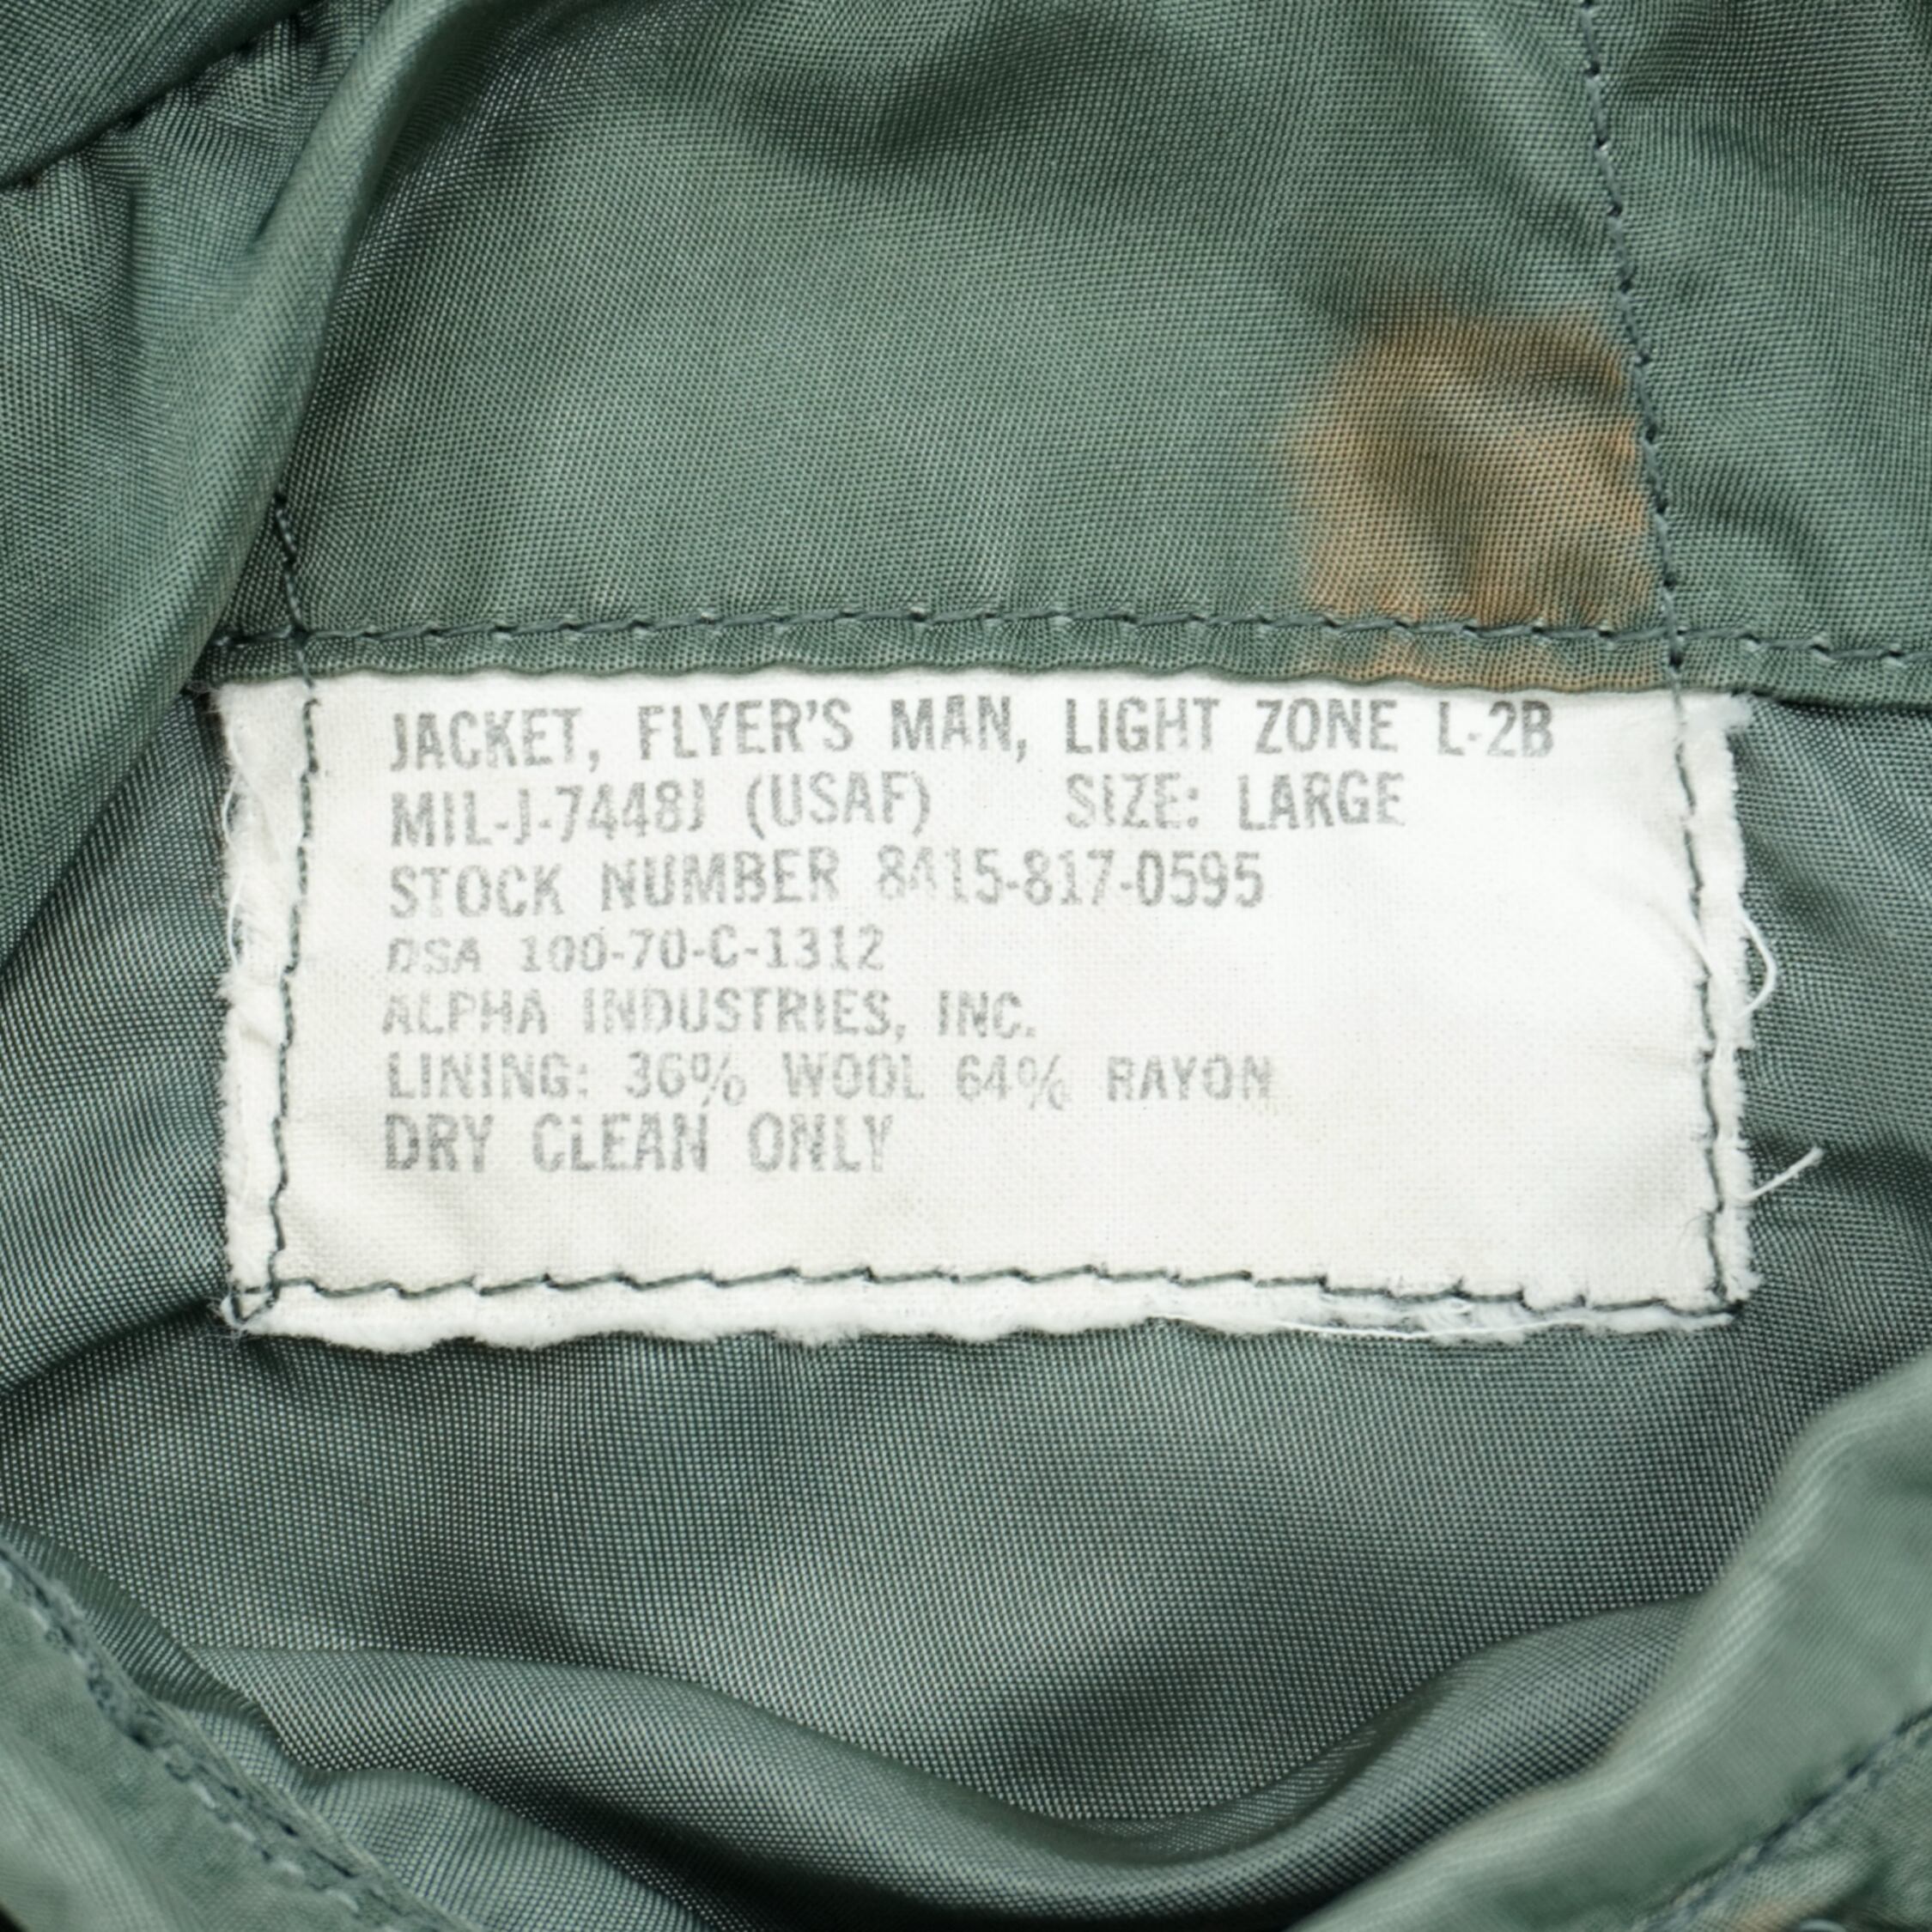 JACKET, FLYER'S MAN, LIGHT ZONE L-2B
MIL-J-7448J (USAF) SIZE: LARGE
STOCK NUMBER 8415-817-0595
DSA 100-70-C-1312
ALPHA INDUSTRIES, INC.
LINING: 36% WOOL 64% RAYON
DRY CLEAN ONLY